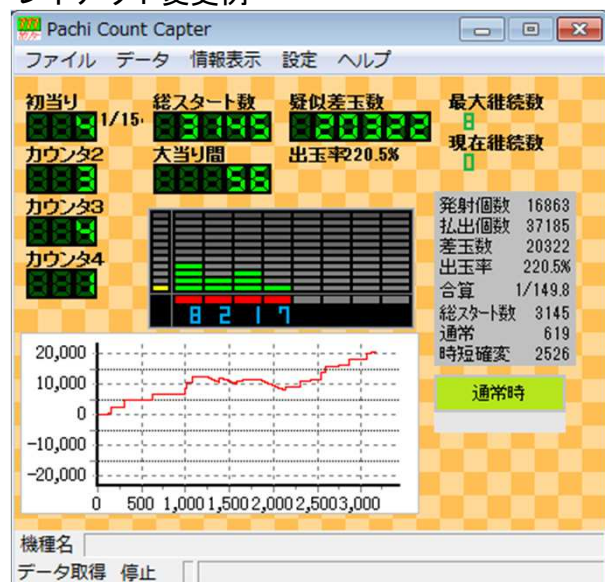 レイアウト変更例
Pachi Count Capter
ファイル データ 情報表示 設定 ヘルプ
初当り 総スタート数 疑似差玉数 最大継続数
4 1/15 3145 20322 8
カウンタ2 大当り間 出玉率220.5% 現在継続数
3 56 0
カウンタ3
4
カウンタ4
1
8 2 1 7
発射個数 16863
払出個数 37185
差玉数 20322
出玉率 220.5%
合算 1/149.8
総スタート数 3145
通常 619
時短確変 2526
通常時
20,000
10,000
0
-10,000
-20,000
0 500 1,000 1,500 2,000 2,500 3,000
機種名
データ取得 停止